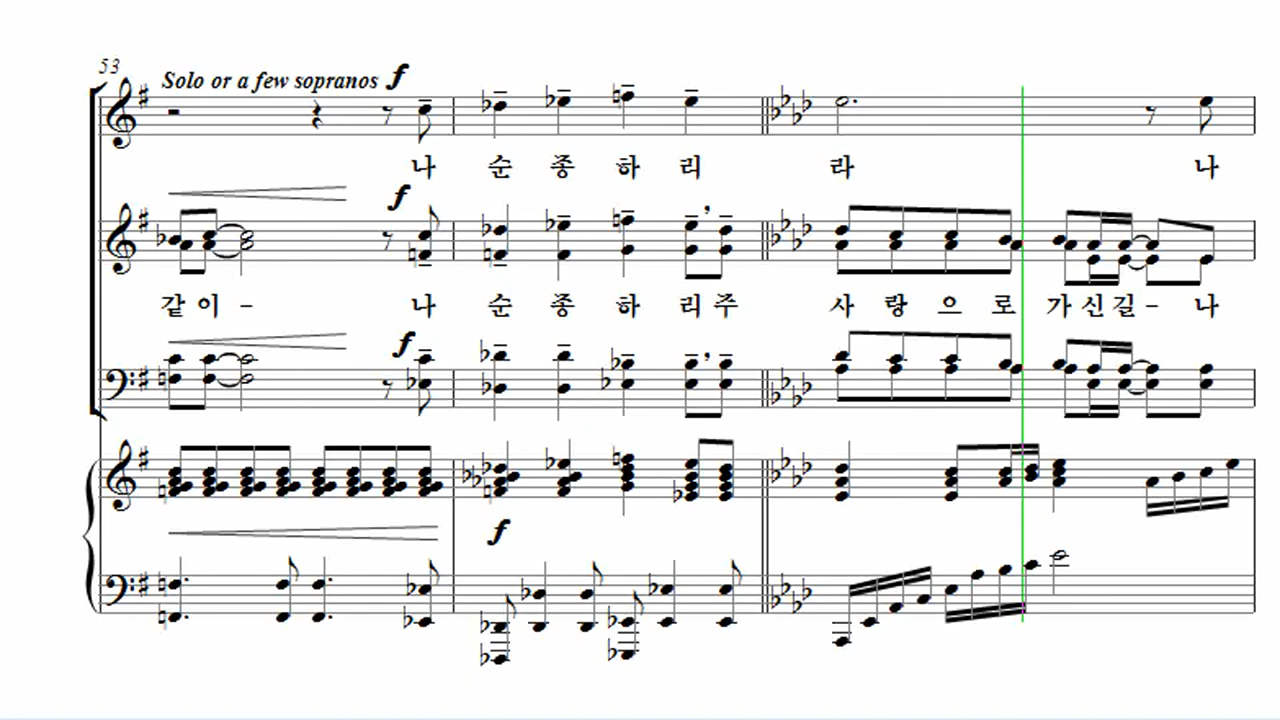 53
Solo or a few sopranos f
나 순 종 하 리 라 나
f
같 이 - 나 순 종 하 리 주 사 랑 으 로 가 신 길 - 나
f
f